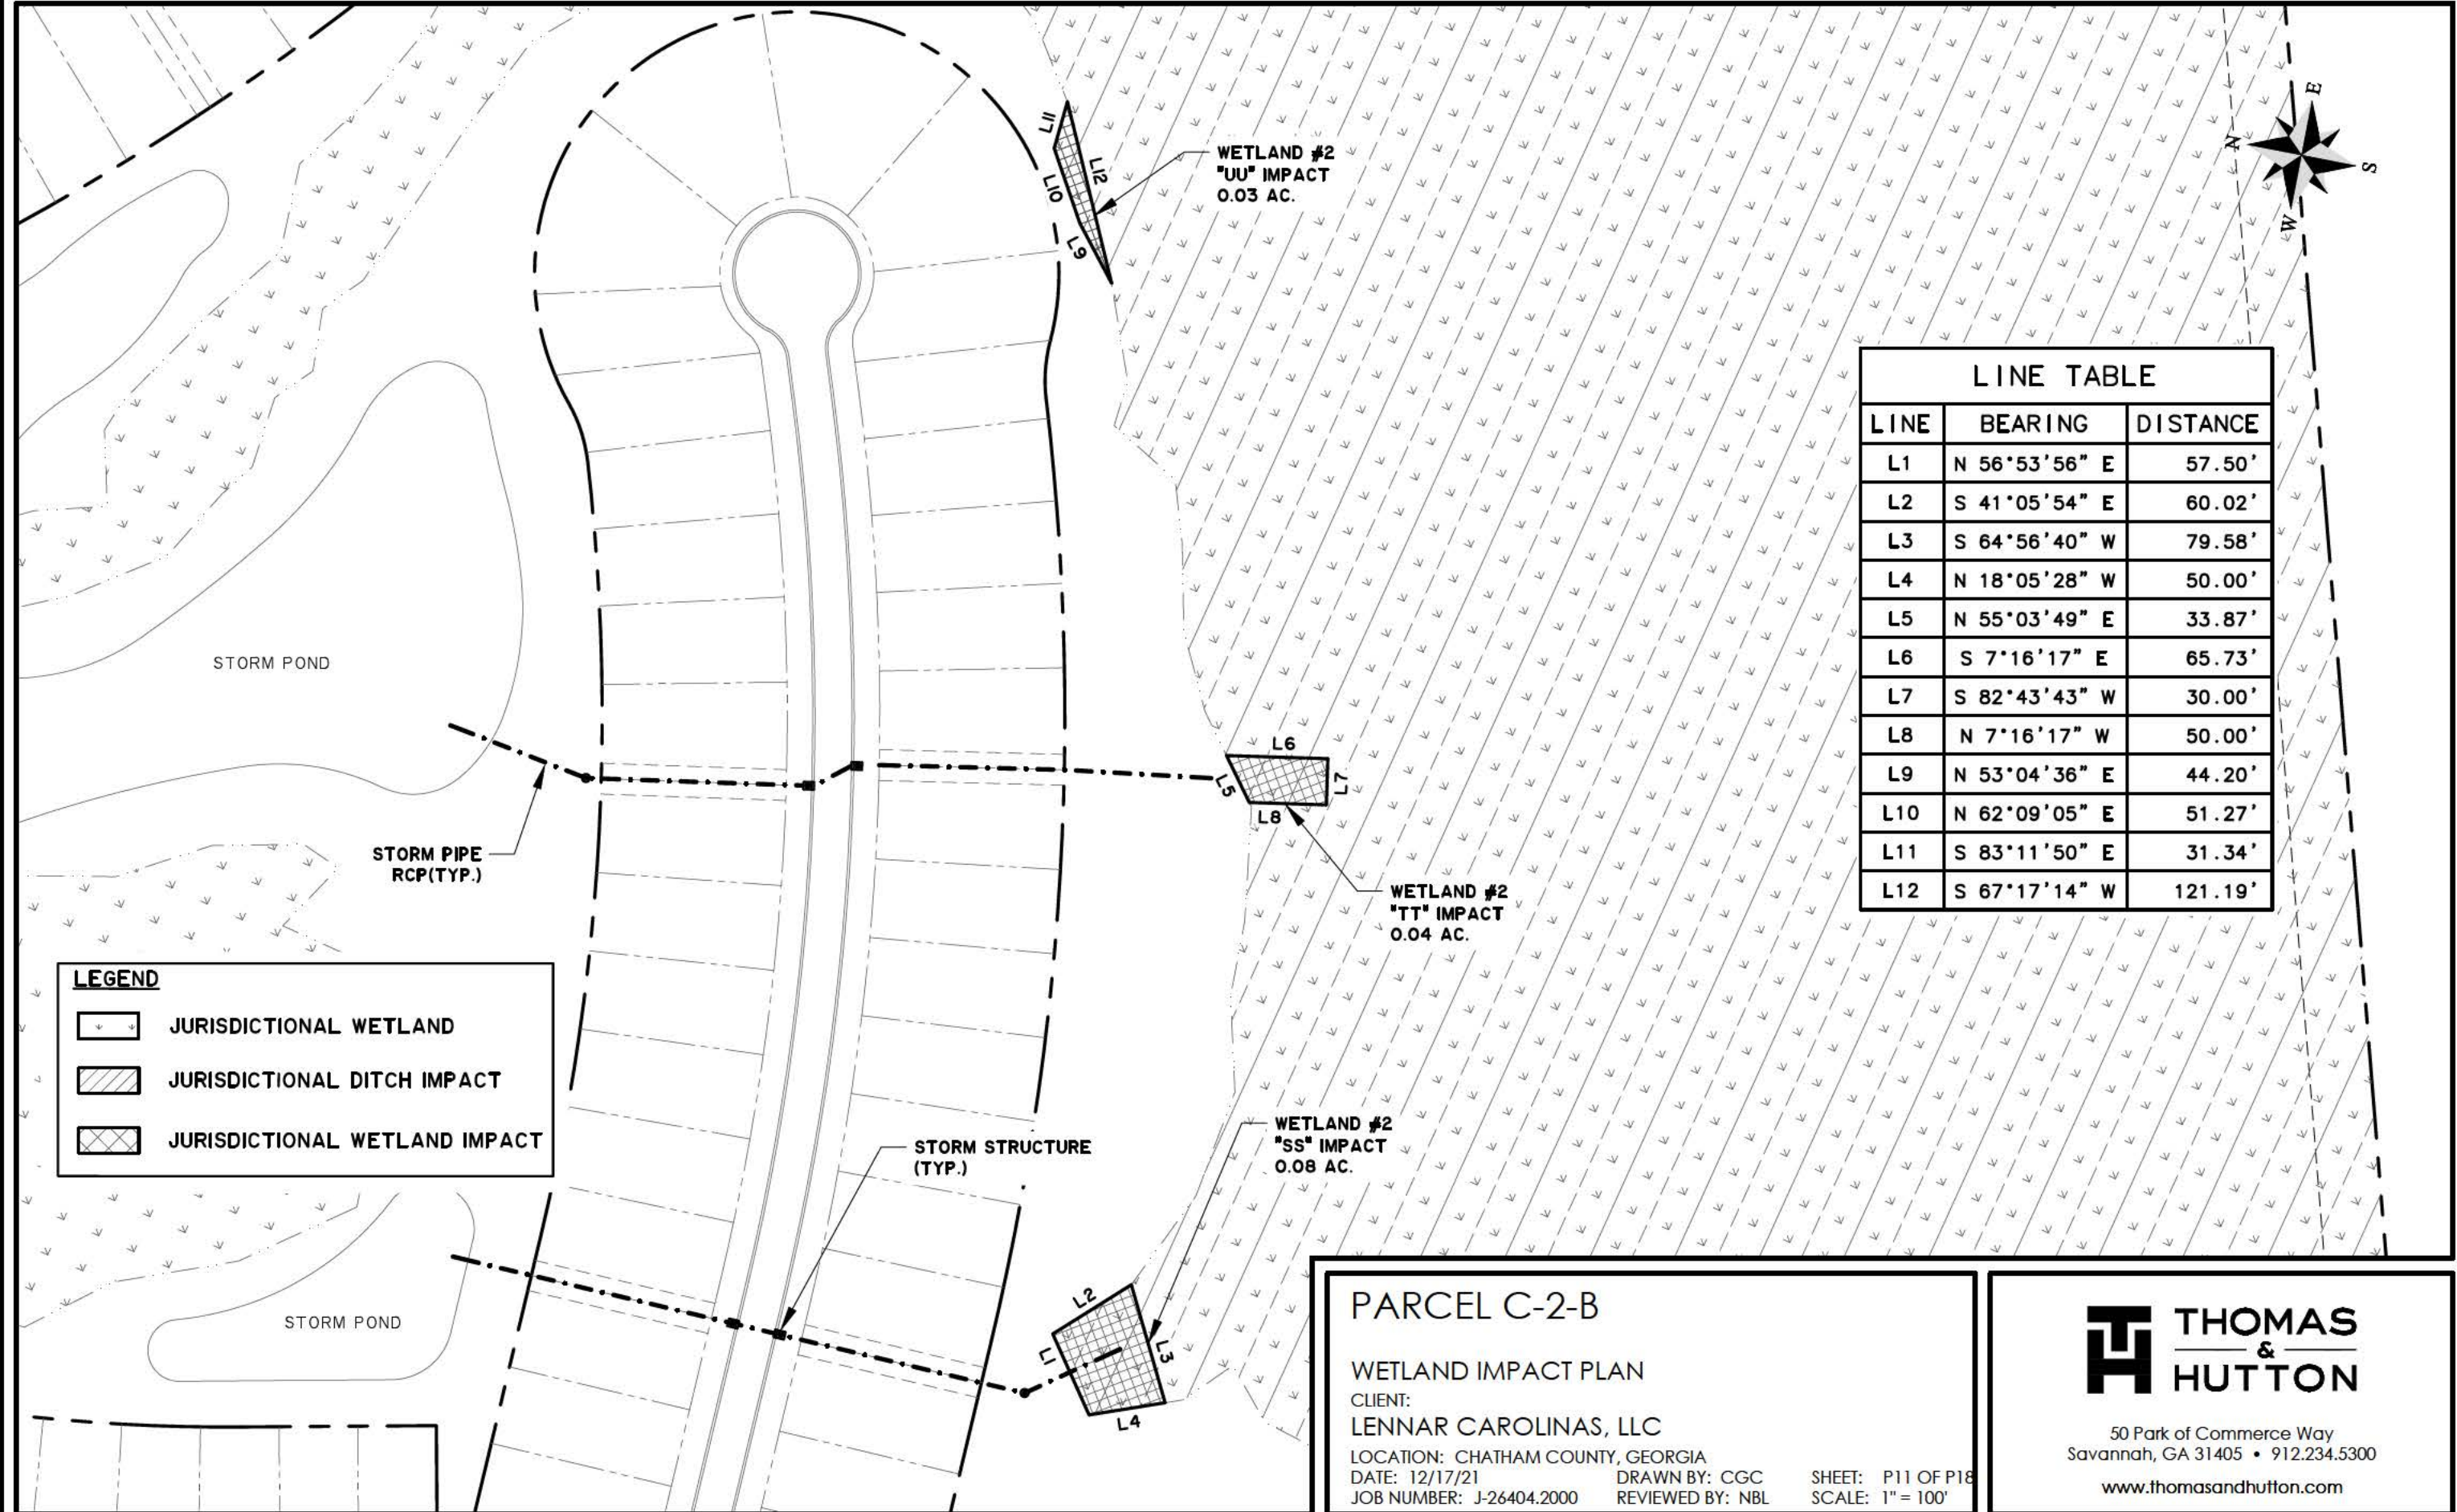 L11
L12
L10
L9
WETLAND #2
"UU" IMPACT
0.03 AC.
E
N
S
W
LINE TABLE
LINE BEARING DISTANCE
L1 N 56°53'56" E 57.50'
L2 S 41°05'54" E 60.02'
L3 S 64°56'40" W 79.58'
L4 N 18°05'28" W 50.00'
L5 N 55°03'49" E 33.87'
L6 S 7°16'17" E 65.73'
L7 S 82°43'43" W 30.00'
L8 N 7°16'17" W 50.00'
L9 N 53°04'36" E 44.20'
L10 N 62°09'05" E 51.27'
L11 S 83°11'50" E 31.34'
L12 S 67°17'14" W 121.19'
STORM POND
L6
L5
L7
L8
STORM PIPE
RCP(TYP.)
WETLAND #2
"TT" IMPACT
0.04 AC.
LEGEND
JURISDICTIONAL WETLAND
JURISDICTIONAL DITCH IMPACT
JURISDICTIONAL WETLAND IMPACT
STORM STRUCTURE
(TYP.)
WETLAND #2
"SS" IMPACT
0.08 AC.
STORM POND
L2
L1
L3
L4
PARCEL C-2-B
WETLAND IMPACT PLAN
CLIENT:
LENNAR CAROLINAS, LLC
LOCATION: CHATHAM COUNTY, GEORGIA
DATE: 12/17/21 DRAWN BY: CGC SHEET: P11 OF P18
JOB NUMBER: J-26404.2000 REVIEWED BY: NBL SCALE: 1" = 100'
THOMAS
&
HUTTON
50 Park of Commerce Way
Savannah, GA 31405 • 912.234.5300
www.thomasandhutton.com